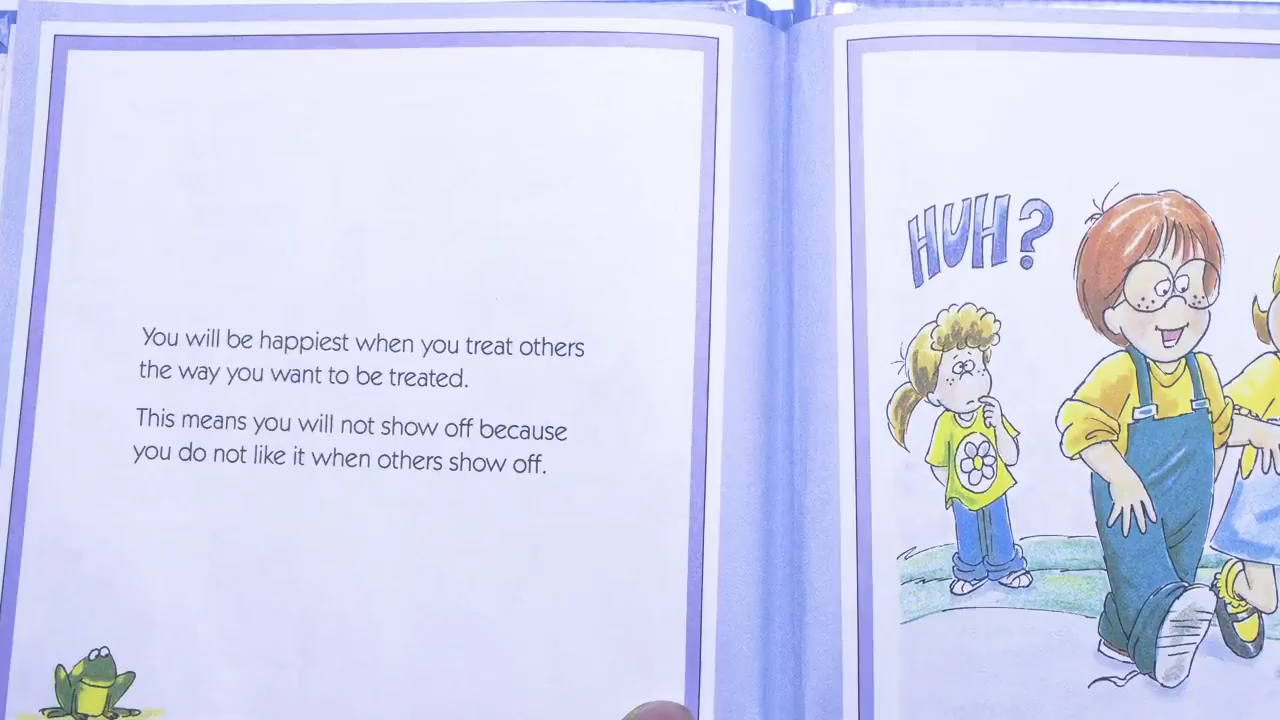 You will be happiest when you treat others
the way you want to be treated.
This means you will not show off because
you do not like it when others show off.
HUH?